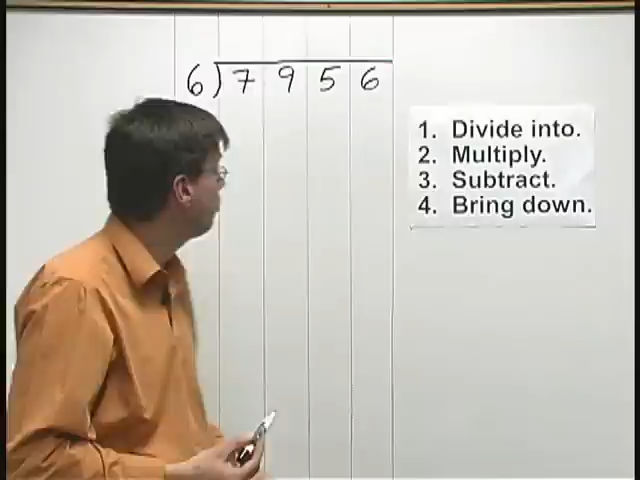 6)7956
1. Divide into.
2. Multiply.
3. Subtract.
4. Bring down.